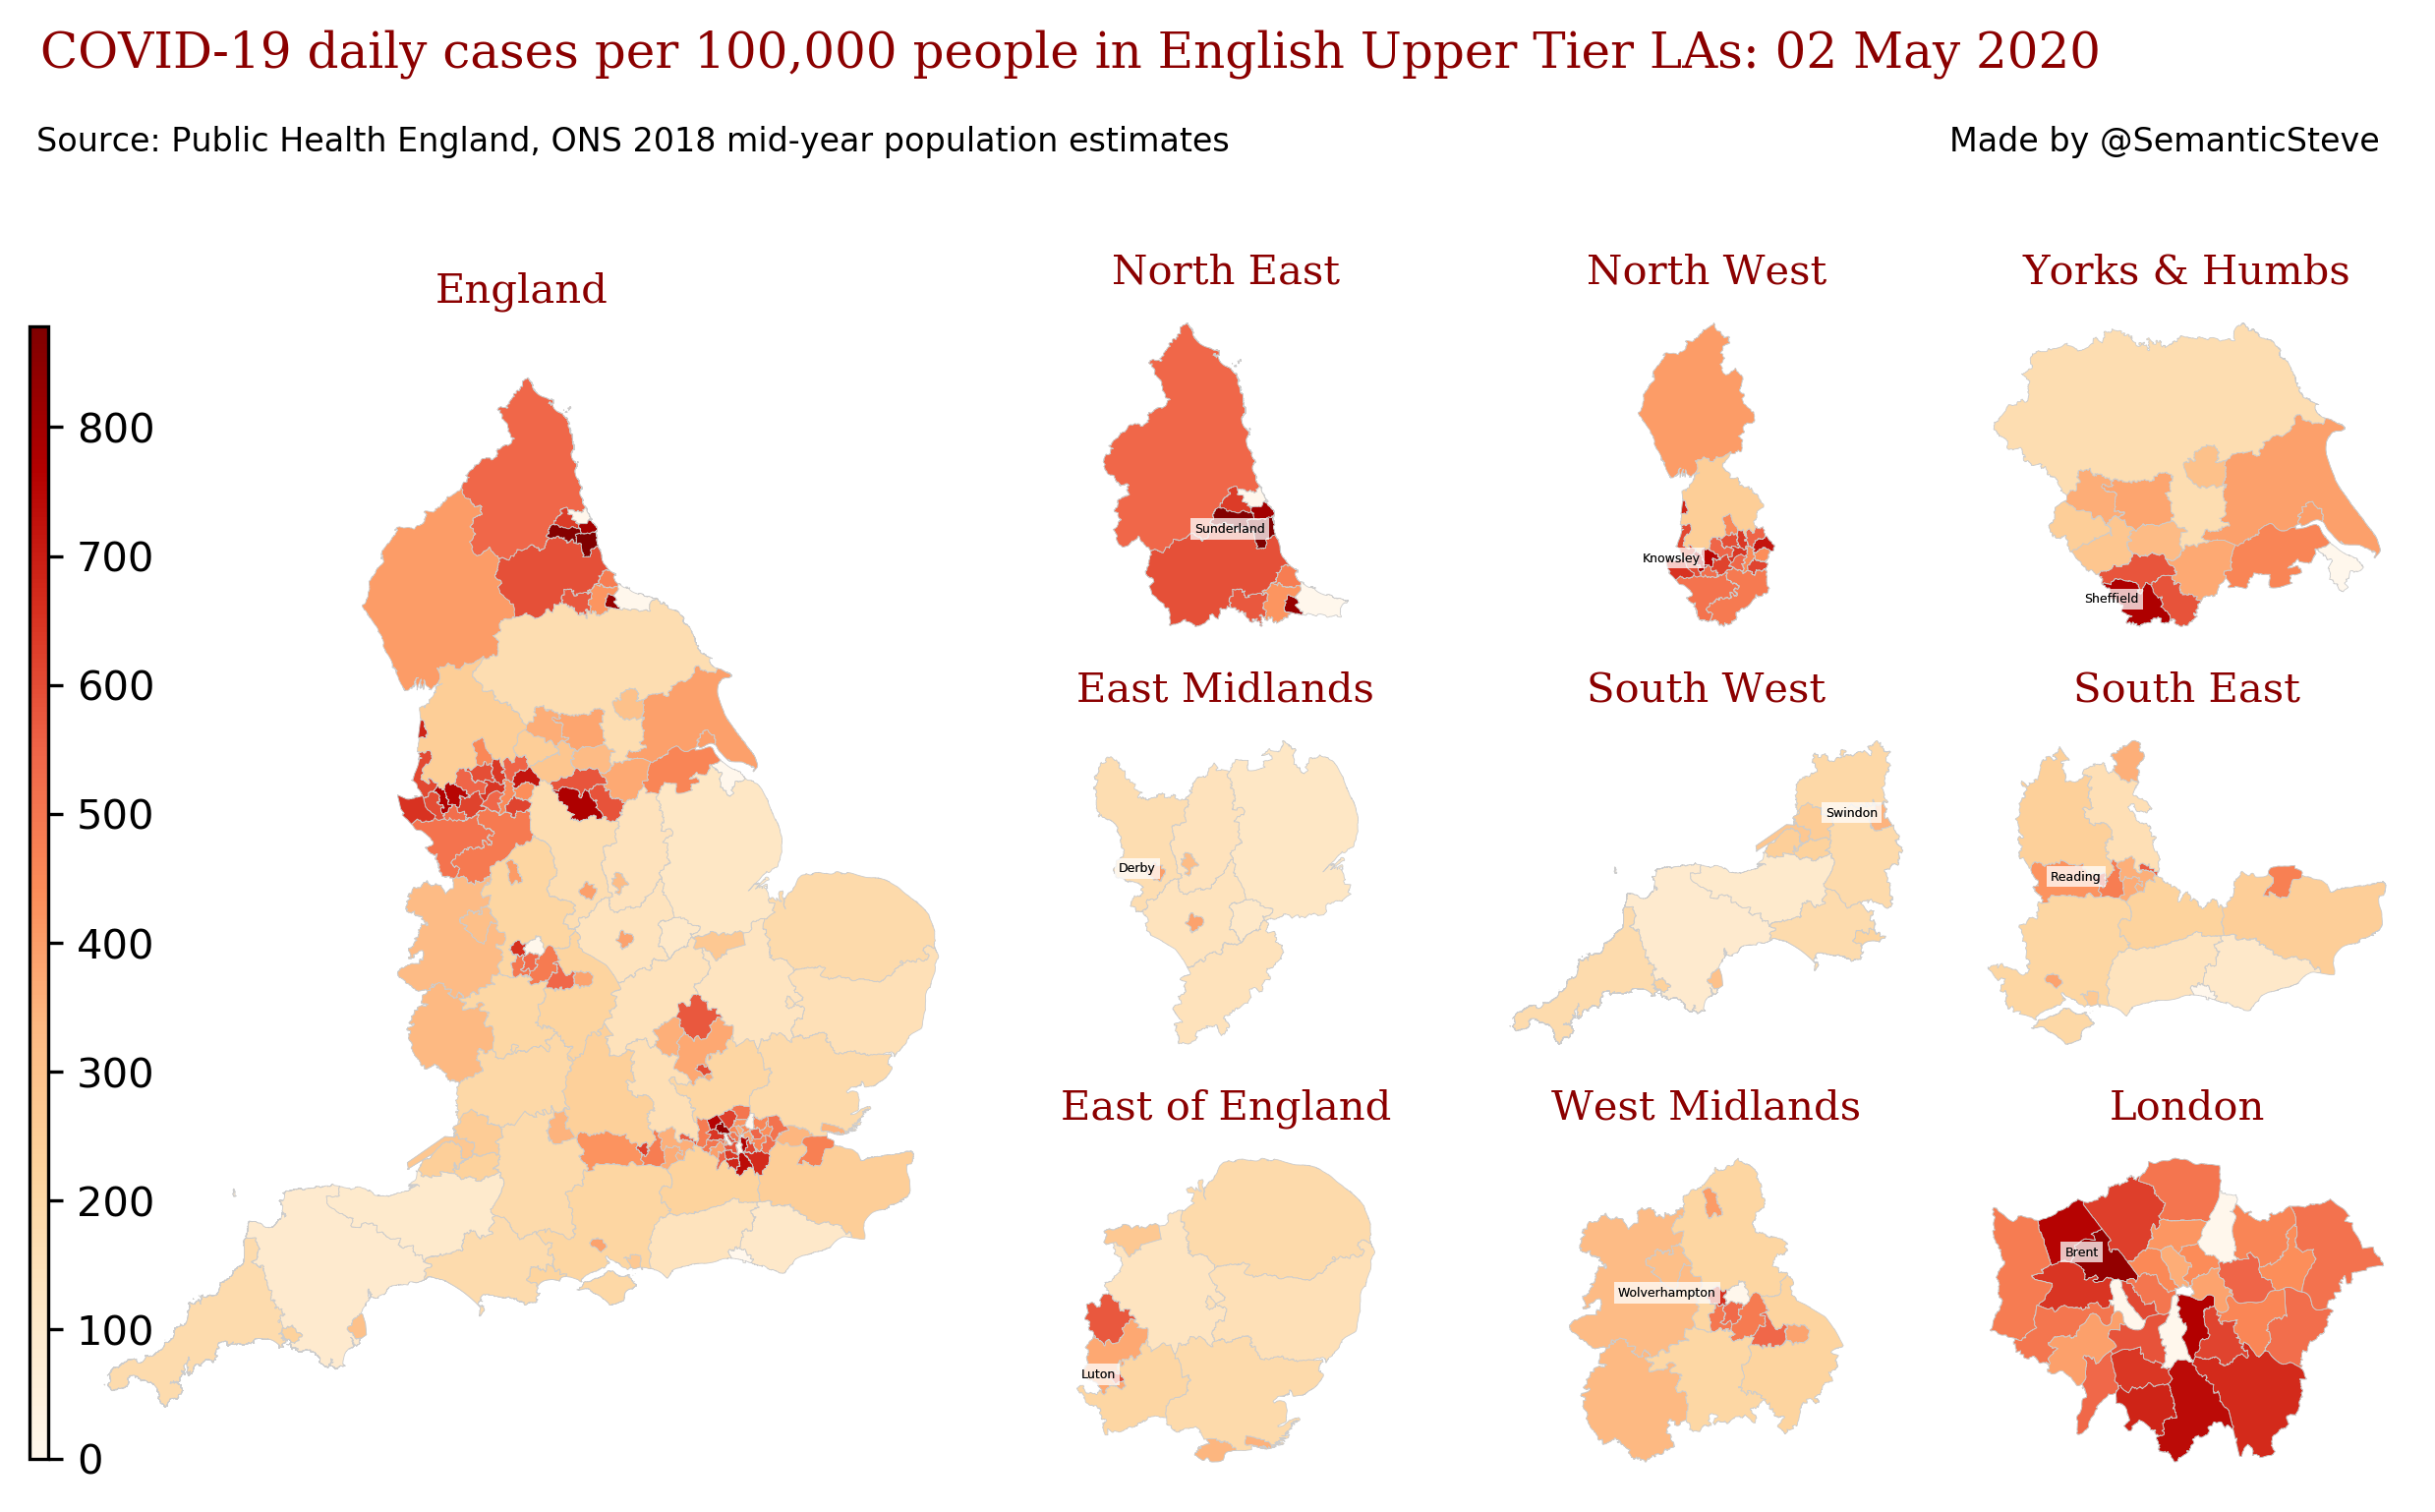 COVID-19 daily cases per 100,000 people in English Upper Tier LAs: 02 May 2020
Source: Public Health England, ONS 2018 mid-year population estimates
Made by @SemanticSteve
England
800
700
600
500
400
300
200
100
0
North East
Sunderland
North West
Knowsley
Yorks & Humbs
Sheffield
East Midlands
Derby
South West
Swindon
South East
Reading
East of England
Luton
West Midlands
Wolverhampton
London
Brent